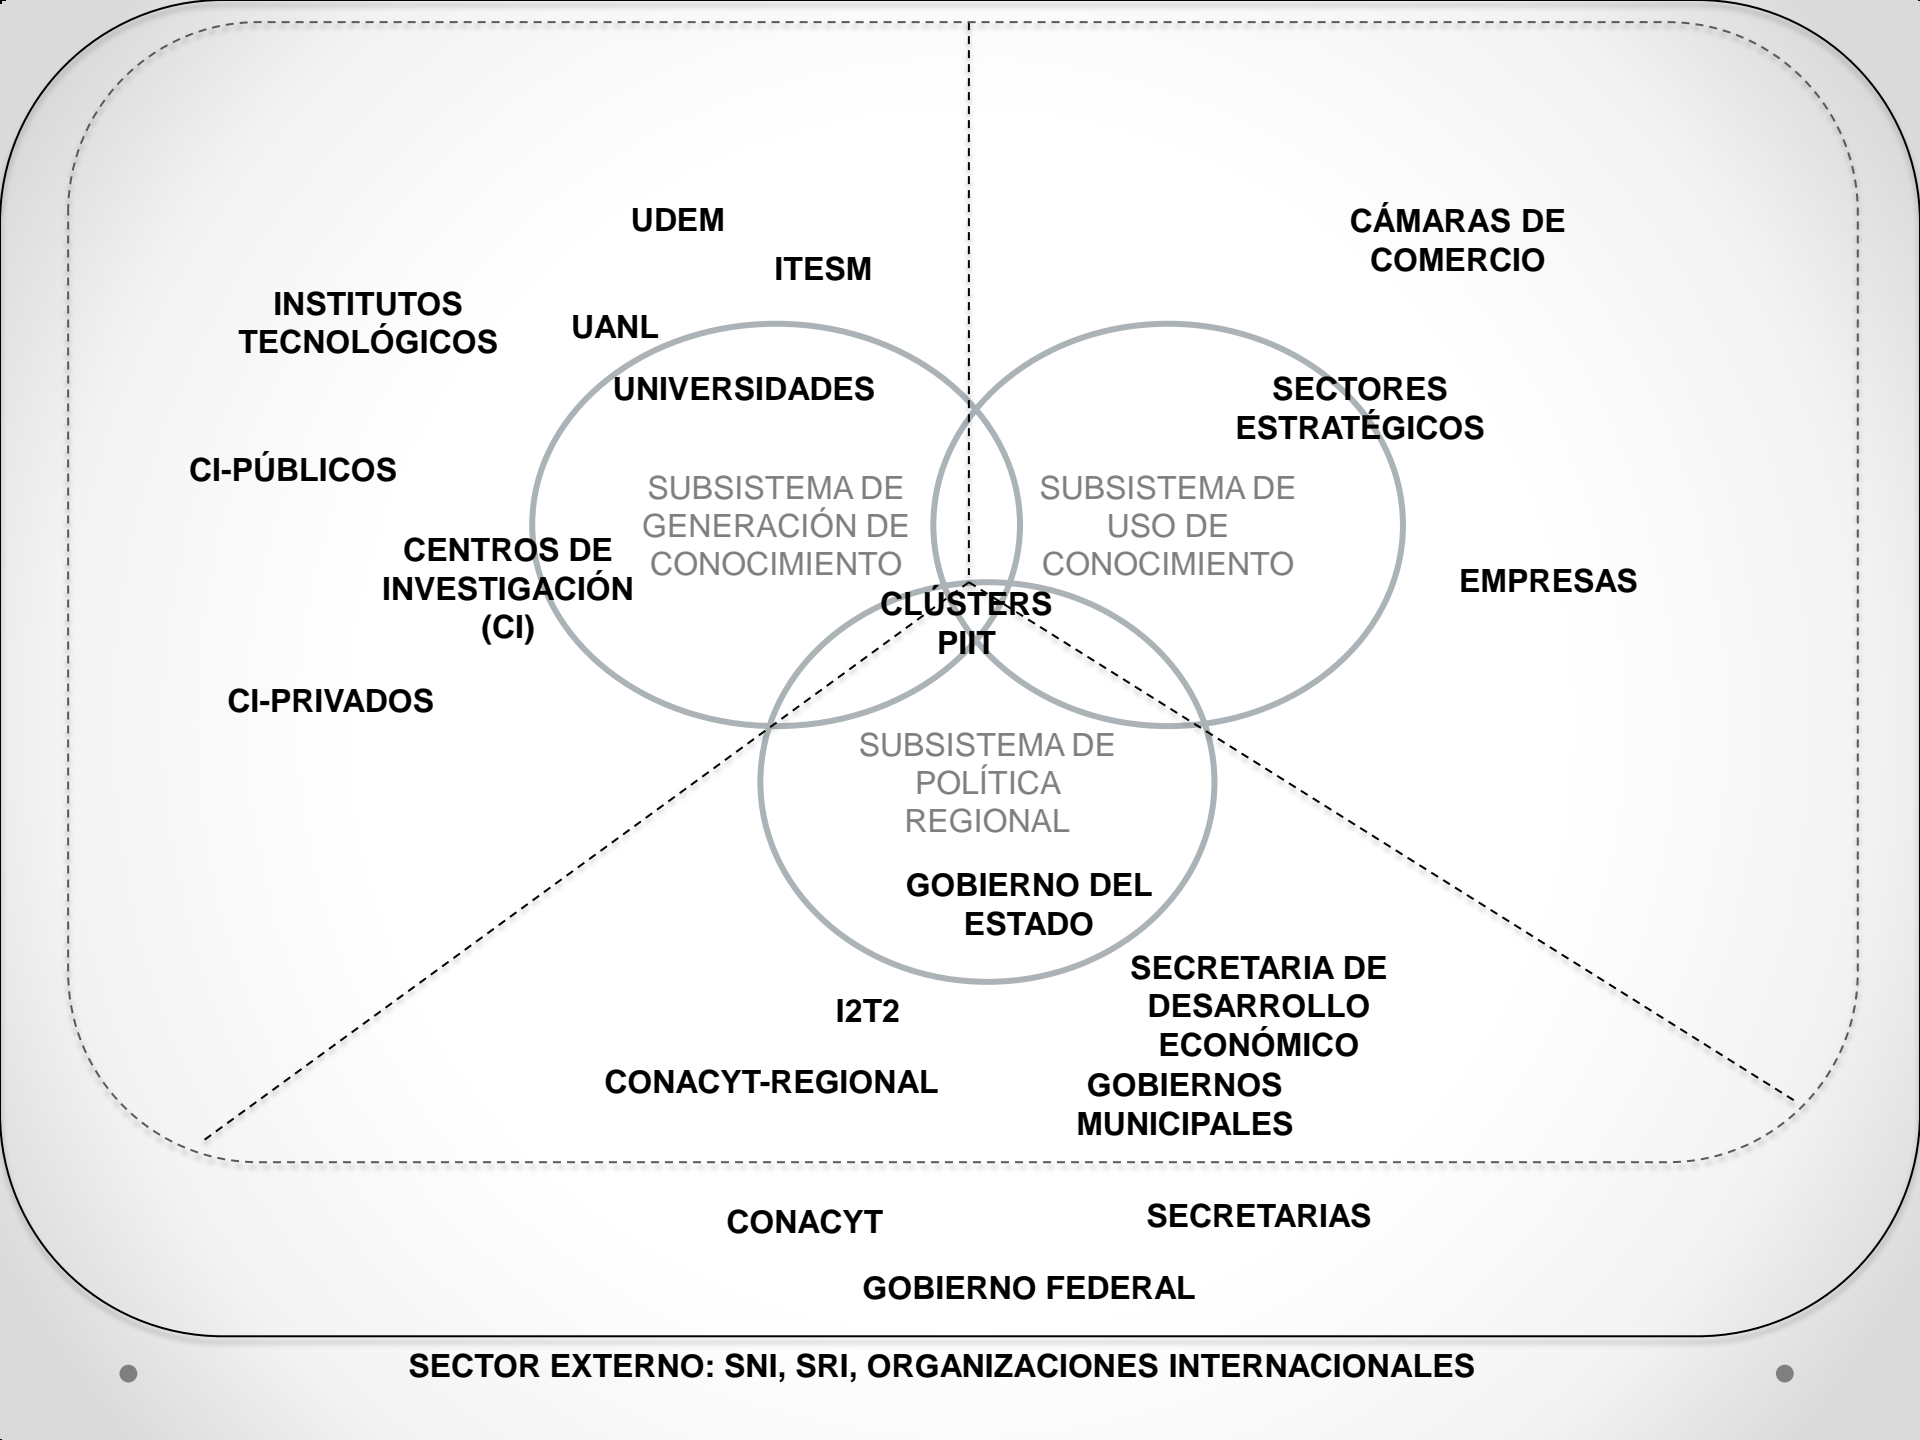 UDEM
ITESM
INSTITUTOS
TECNOLÓGICOS
UANL
UNIVERSIDADES
CI-PÚBLICOS
CENTROS DE
INVESTIGACIÓN
(CI)
CI-PRIVADOS
SUBSISTEMA DE
GENERACIÓN DE
CONOCIMIENTO
CÁMARAS DE
COMERCIO
SECTORES
ESTRATÉGICOS
SUBSISTEMA DE
USO DE
CONOCIMIENTO
EMPRESAS
CLÚSTERS
PIIT
SUBSISTEMA DE
POLÍTICA
REGIONAL
GOBIERNO DEL
ESTADO
I2T2
SECRETARIA DE
DESARROLLO
ECONÓMICO
CONACYT-REGIONAL
GOBIERNOS
MUNICIPALES
CONACYT
SECRETARIAS
GOBIERNO FEDERAL
SECTOR EXTERNO: SNI, SRI, ORGANIZACIONES INTERNACIONALES